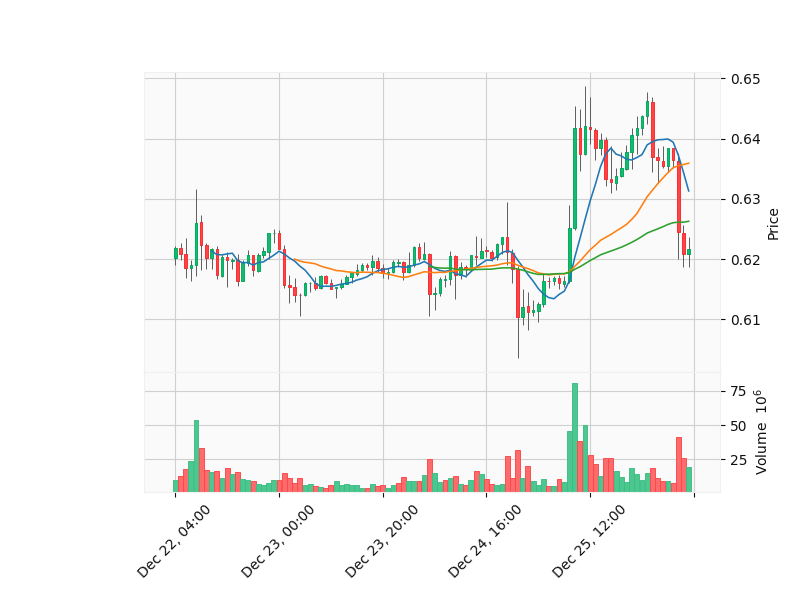 0.65
0.64
0.63
0.62
0.61
Price
75
50
25
Volume 10⁶
Dec 22, 04:00
Dec 23, 00:00
Dec 23, 20:00
Dec 24, 16:00
Dec 25, 12:00